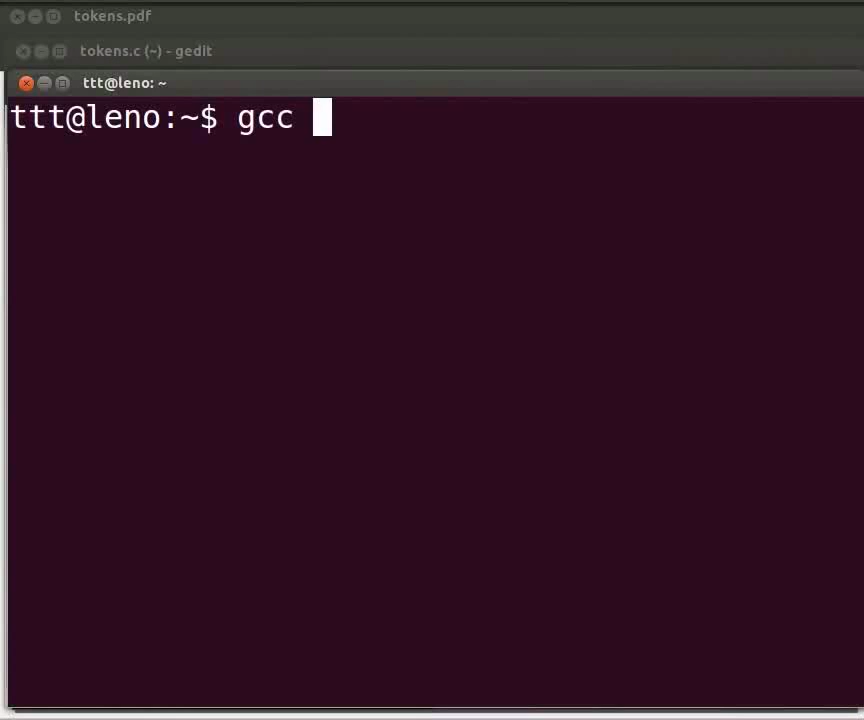 tokens.pdf
tokens.c (~) - gedit
ttt@leno: ~
ttt@leno:~$ gcc